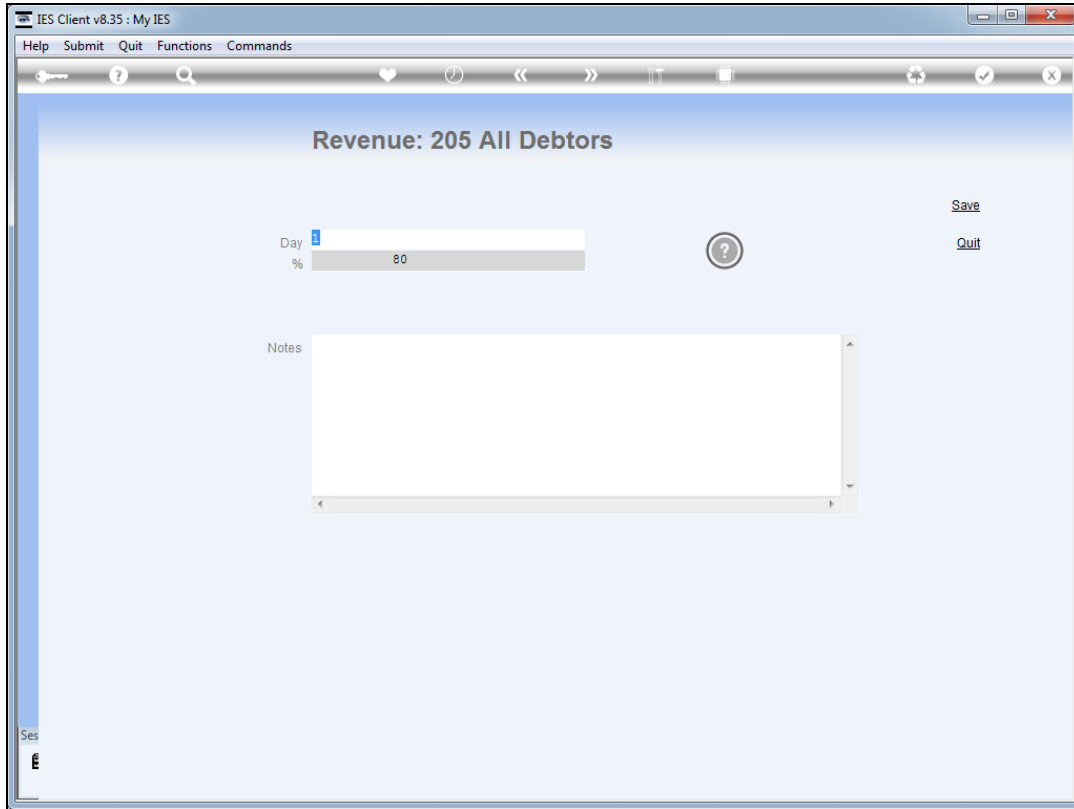 IES Client v8.35 : My IES
Help Submit Quit Functions Commands
Revenue: 205 All Debtors
Save
Day 1
Quit
% 80
Notes
Ses